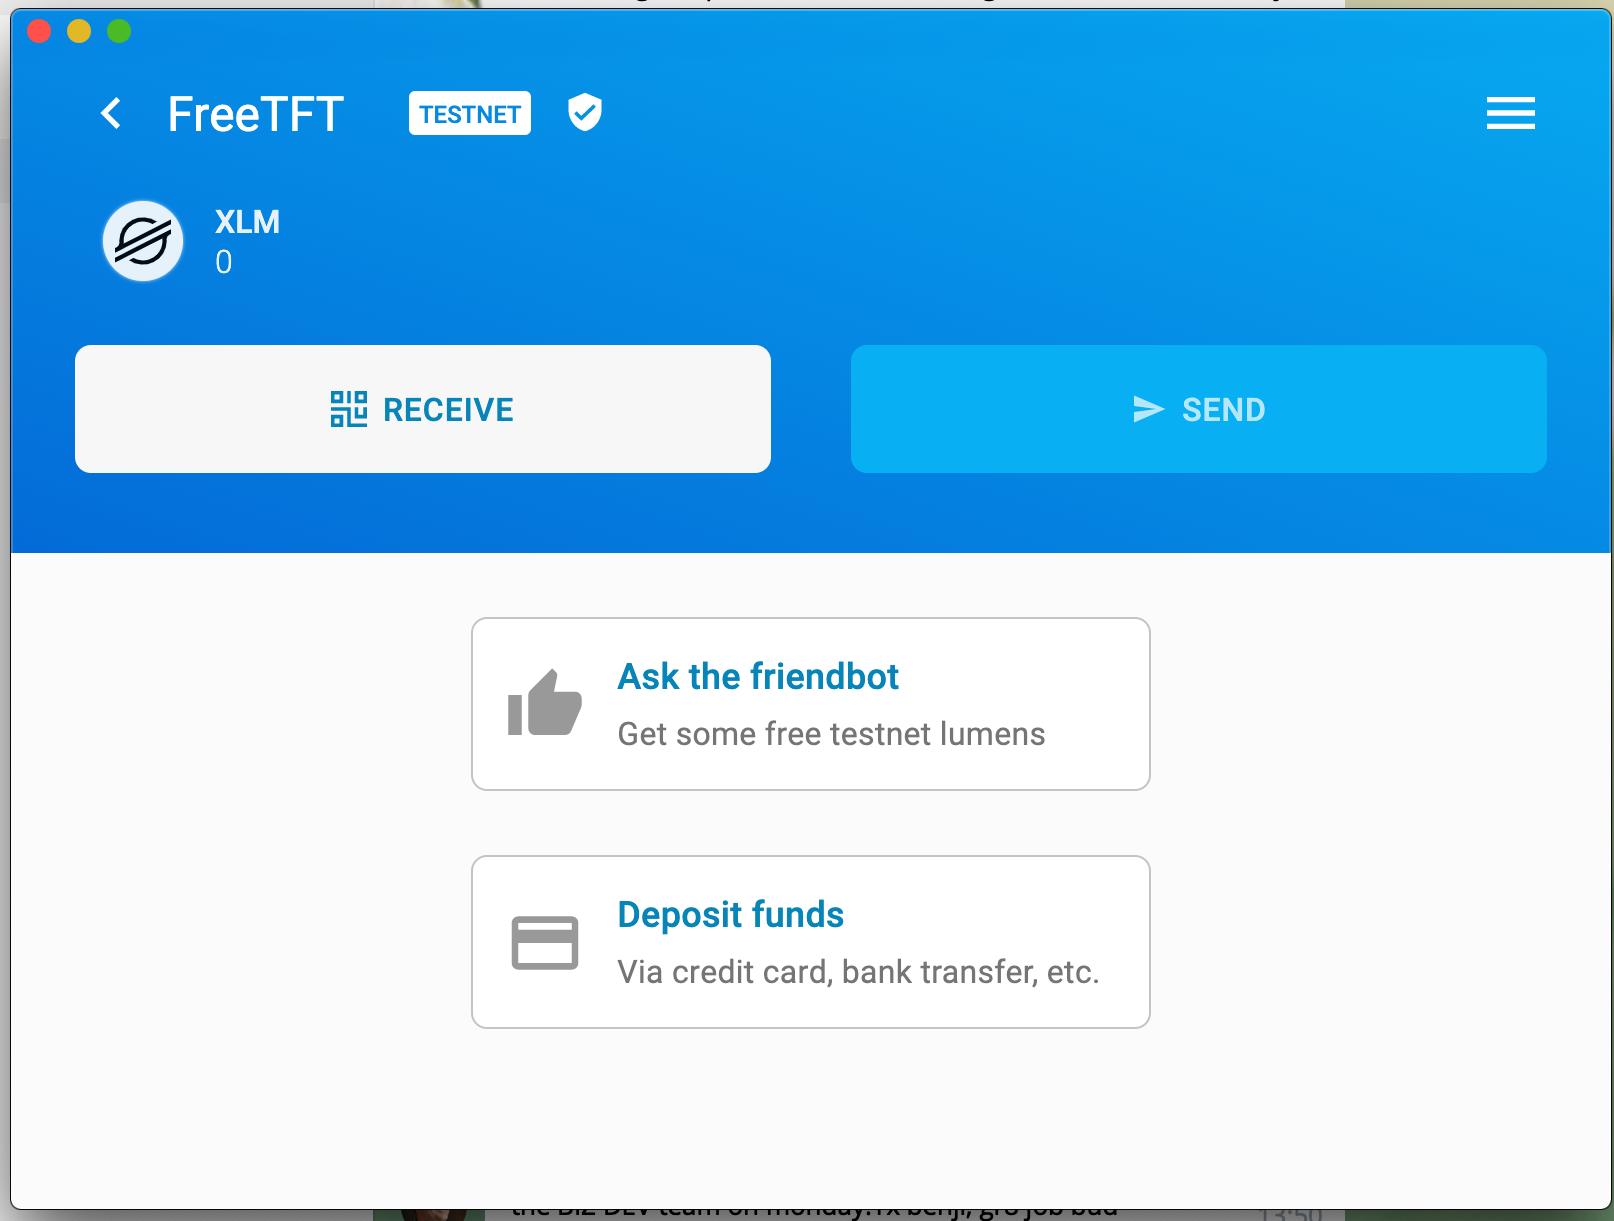 FreeTFT
TESTNET
XLM
0
RECEIVE
SEND
Ask the friendbot
Get some free testnet lumens
Deposit funds
Via credit card, bank transfer, etc.